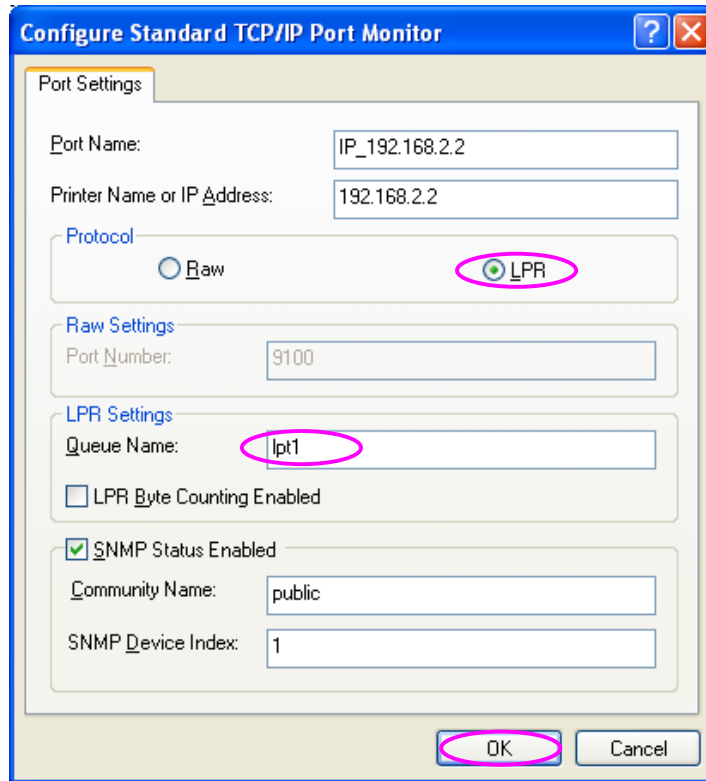 Configure Standard TCP/IP Port Monitor
Port Settings
Port Name: IP_192.168.2.2
Printer Name or IP Address: 192.168.2.2
Protocol
Raw LPR
Raw Settings
Port Number: 9100
LPR Settings
Queue Name: lpt1
LPR Byte Counting Enabled
SNMP Status Enabled
Community Name: public
SNMP Device Index: 1
OK Cancel